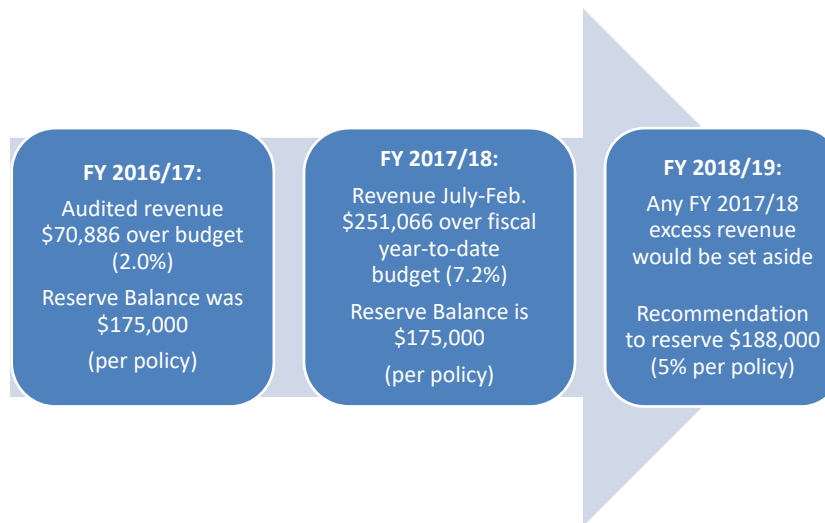 FY 2016/17:
Audited revenue
$70,886 over budget
(2.0%)
Reserve Balance was
$175,000
(per policy)
FY 2017/18:
Revenue July-Feb.
$251,066 over fiscal
year-to-date
budget (7.2%)
Reserve Balance is
$175,000
(per policy)
FY 2018/19:
Any FY 2017/18
excess revenue
would be set aside
Recommendation
to reserve $188,000
(5% per policy)